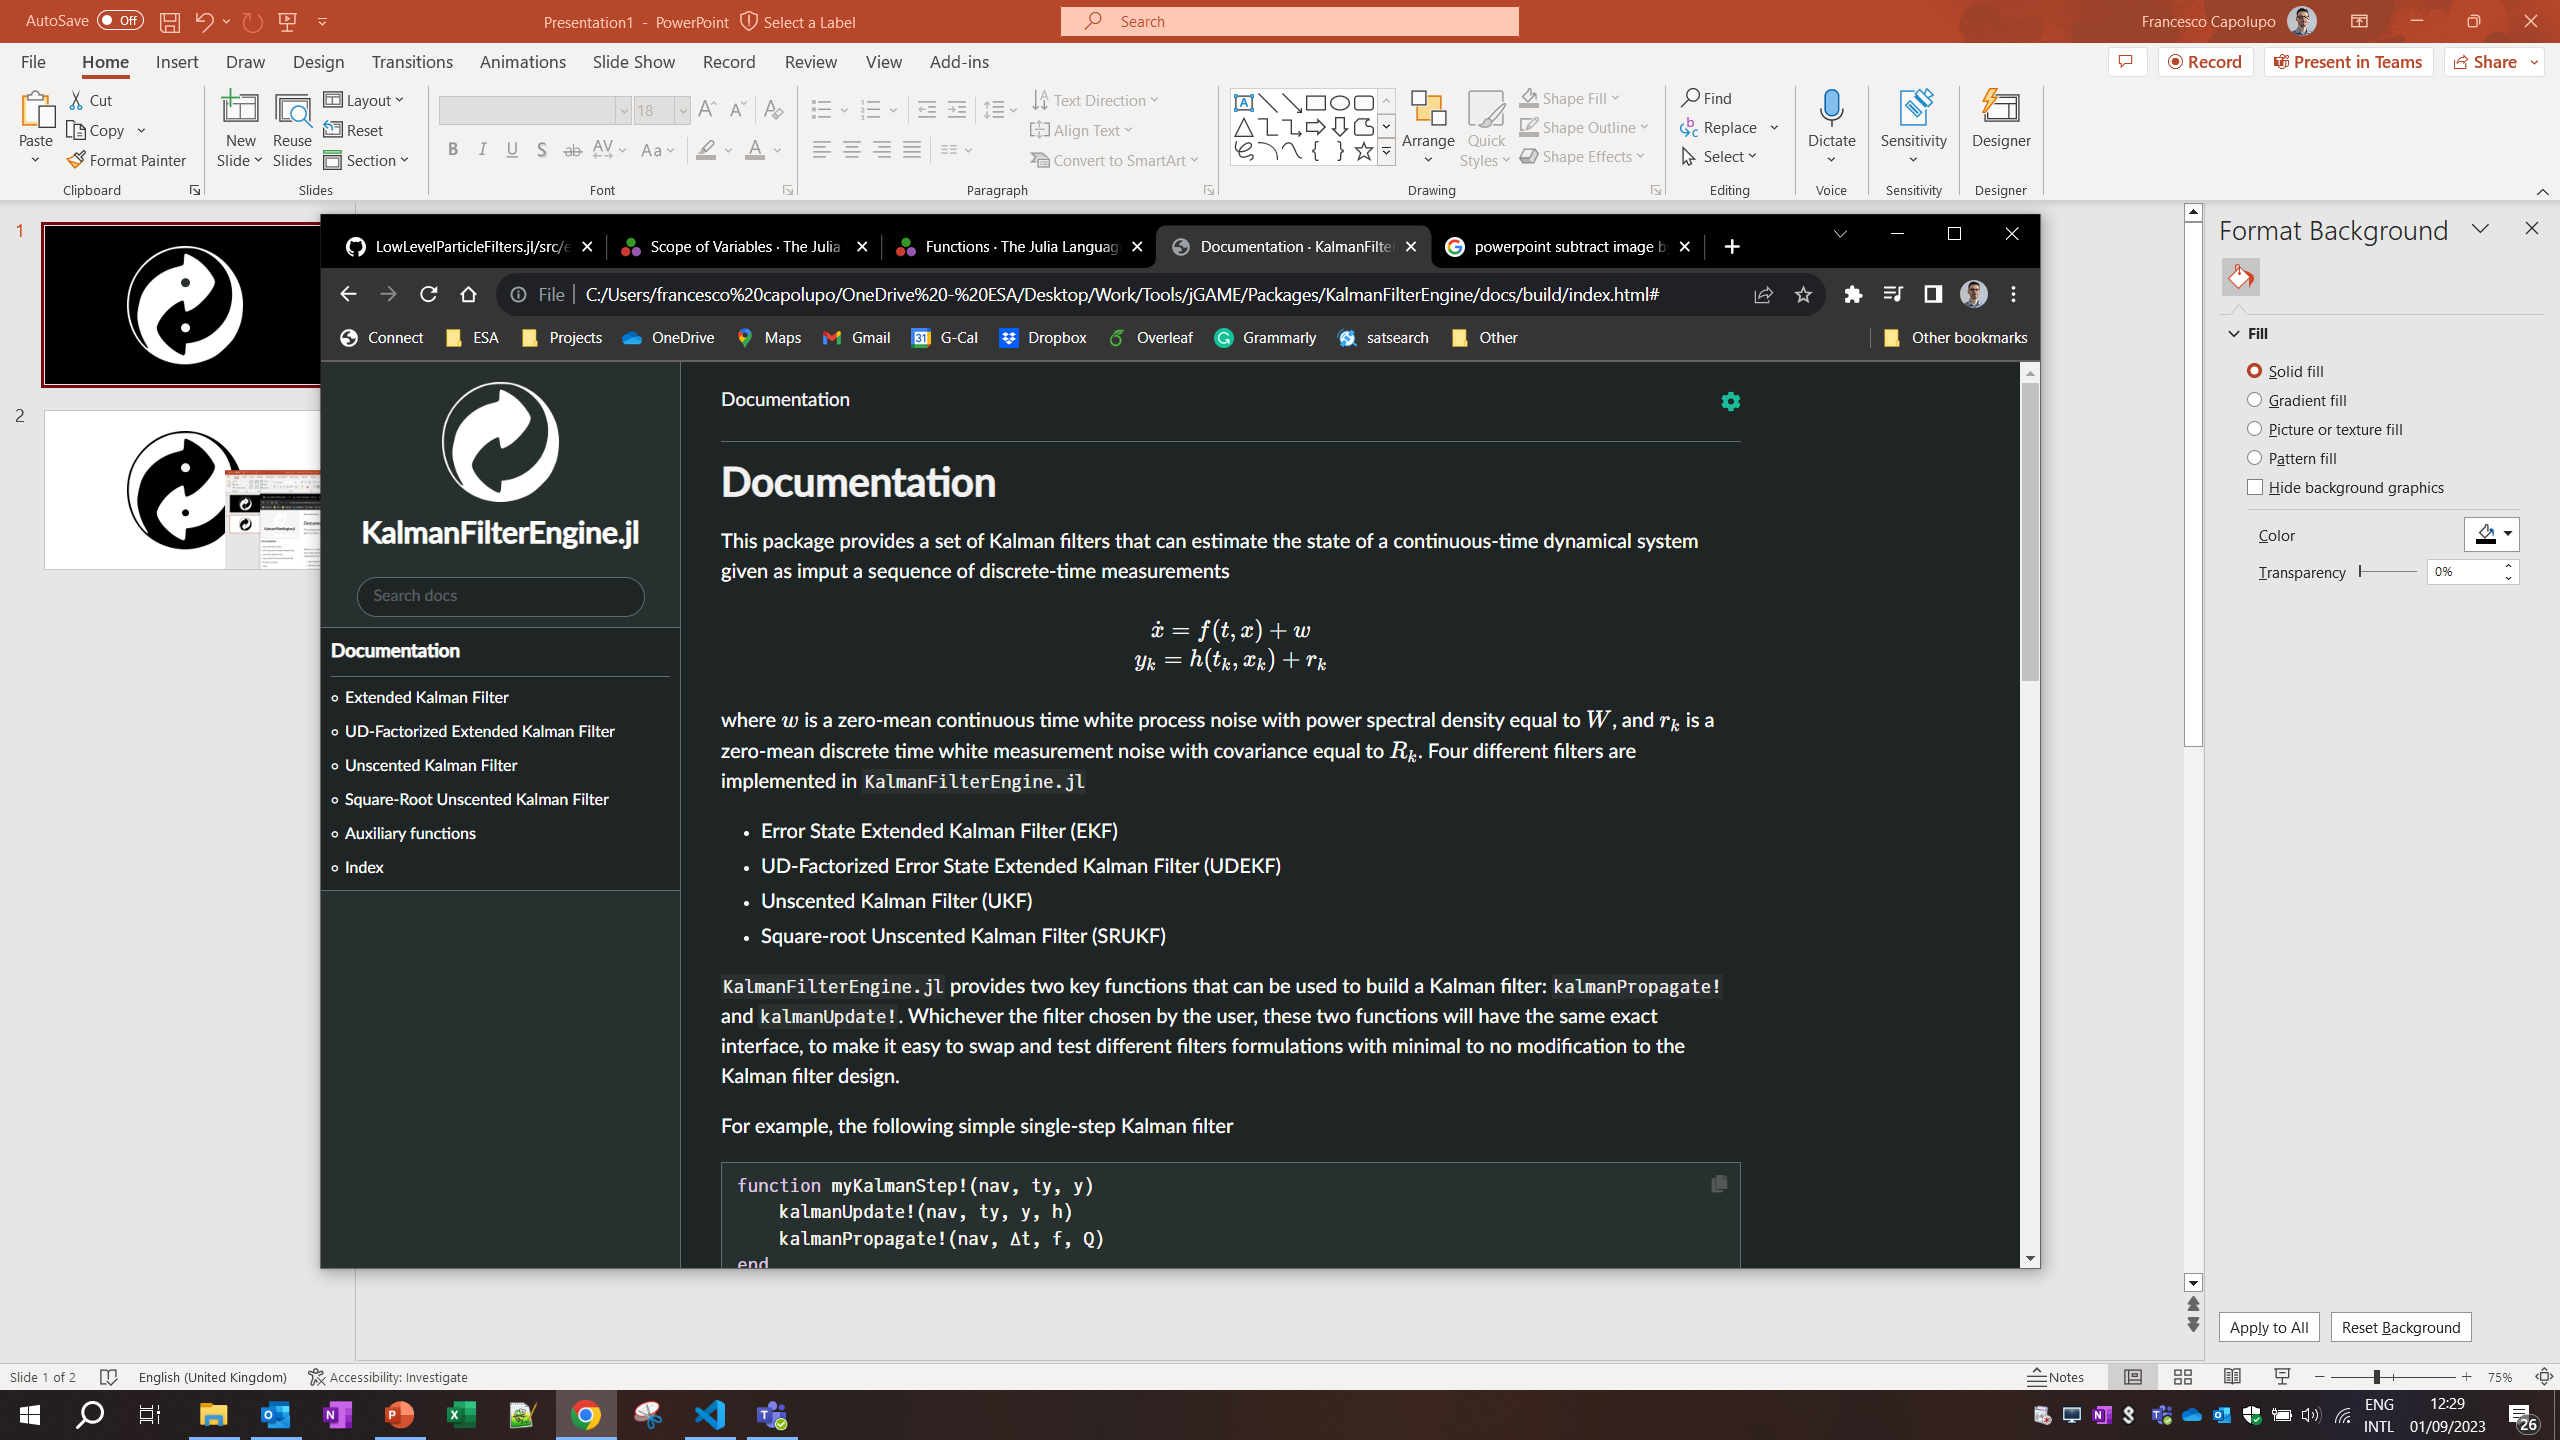 AutoSave Off
Presentation1 - PowerPoint
Select a Label
Search
Francesco Capolupo
File Home Insert Draw Design Transitions Animations Slide Show Record Review View Add-ins
Record Present in Teams Share
Paste Cut Copy Format Painter
Clipboard
New Slide Reuse Slides Layout Reset Section
Slides
18
B I U S ab AV Aa A
Font
Text Direction
Align Text
Convert to SmartArt
Paragraph
Arrange Quick Styles
Shape Fill
Shape Outline
Shape Effects
Drawing
Find
Replace
Select
Editing
Dictate
Voice
Sensitivity
Sensitivity
Designer
Designer
1
2
LowLevelParticleFilters.jl/src/e
Scope of Variables · The Julia
Functions · The Julia Languag
Documentation · KalmanFilter
powerpoint subtract image b
File C:/Users/francesco%20capolupo/OneDrive%20-%20ESA/Desktop/Work/Tools/jGAME/Packages/KalmanFilterEngine/docs/build/index.html#
Connect ESA Projects OneDrive Maps Gmail G-Cal Dropbox Overleaf Grammarly satsearch Other Other bookmarks
KalmanFilterEngine.jl
Search docs
Documentation
Extended Kalman Filter
UD-Factorized Extended Kalman Filter
Unscented Kalman Filter
Square-Root Unscented Kalman Filter
Auxiliary functions
Index
Documentation
Documentation
This package provides a set of Kalman filters that can estimate the state of a continuous-time dynamical system
given as imput a sequence of discrete-time measurements
ẋ = f(t, x) + w
yₖ = h(tₖ, xₖ) + rₖ
where w is a zero-mean continuous time white process noise with power spectral density equal to W, and rₖ is a
zero-mean discrete time white measurement noise with covariance equal to Rₖ. Four different filters are
implemented in KalmanFilterEngine.jl
• Error State Extended Kalman Filter (EKF)
• UD-Factorized Error State Extended Kalman Filter (UDEKF)
• Unscented Kalman Filter (UKF)
• Square-root Unscented Kalman Filter (SRUKF)
KalmanFilterEngine.jl provides two key functions that can be used to build a Kalman filter: kalmanPropagate!
and kalmanUpdate!. Whichever the filter chosen by the user, these two functions will have the same exact
interface, to make it easy to swap and test different filters formulations with minimal to no modification to the
Kalman filter design.
For example, the following simple single-step Kalman filter
function myKalmanStep!(nav, ty, y)
kalmanUpdate!(nav, ty, y, h)
kalmanPropagate!(nav, Δt, f, Q)
end
Format Background
Fill
Solid fill
Gradient fill
Picture or texture fill
Pattern fill
Hide background graphics
Color
Transparency 0%
Apply to All Reset Background
Slide 1 of 2 English (United Kingdom) Accessibility: Investigate
Notes 75%
ENG
INTL
12:29
01/09/2023
26